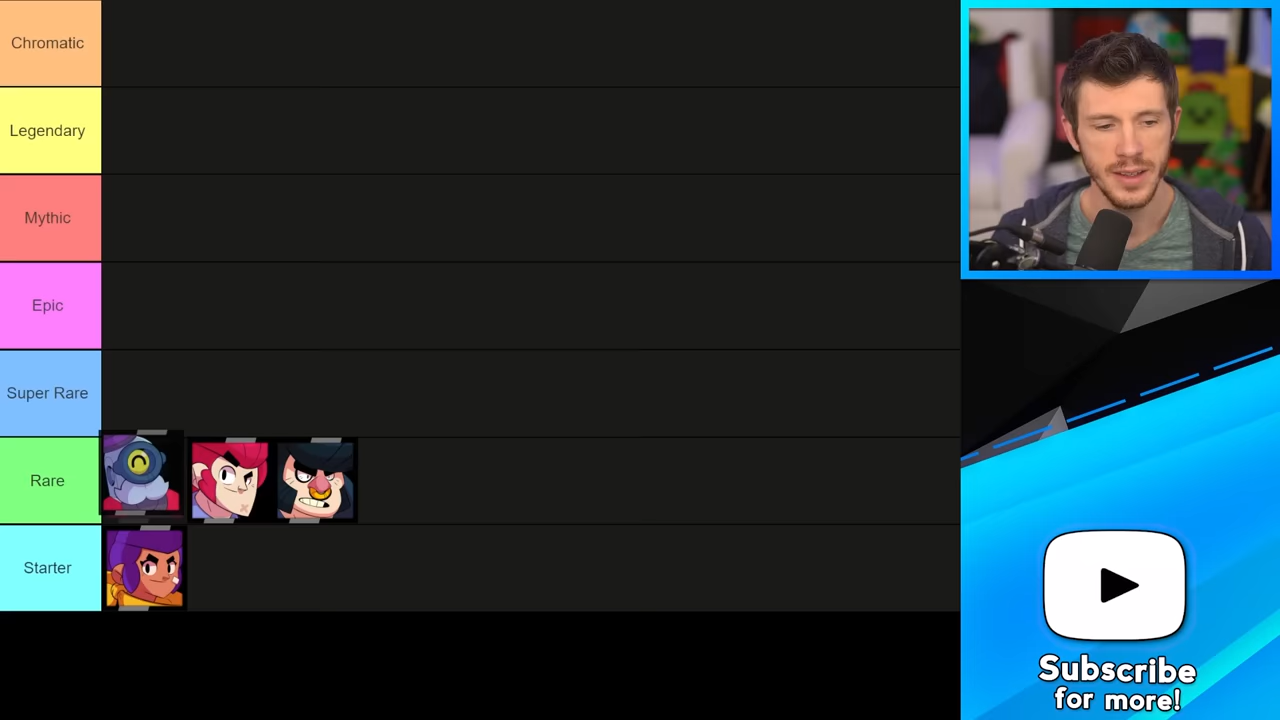 Chromatic
Legendary
Mythic
Epic
Super Rare
Rare
Starter
Subscribe
for more!